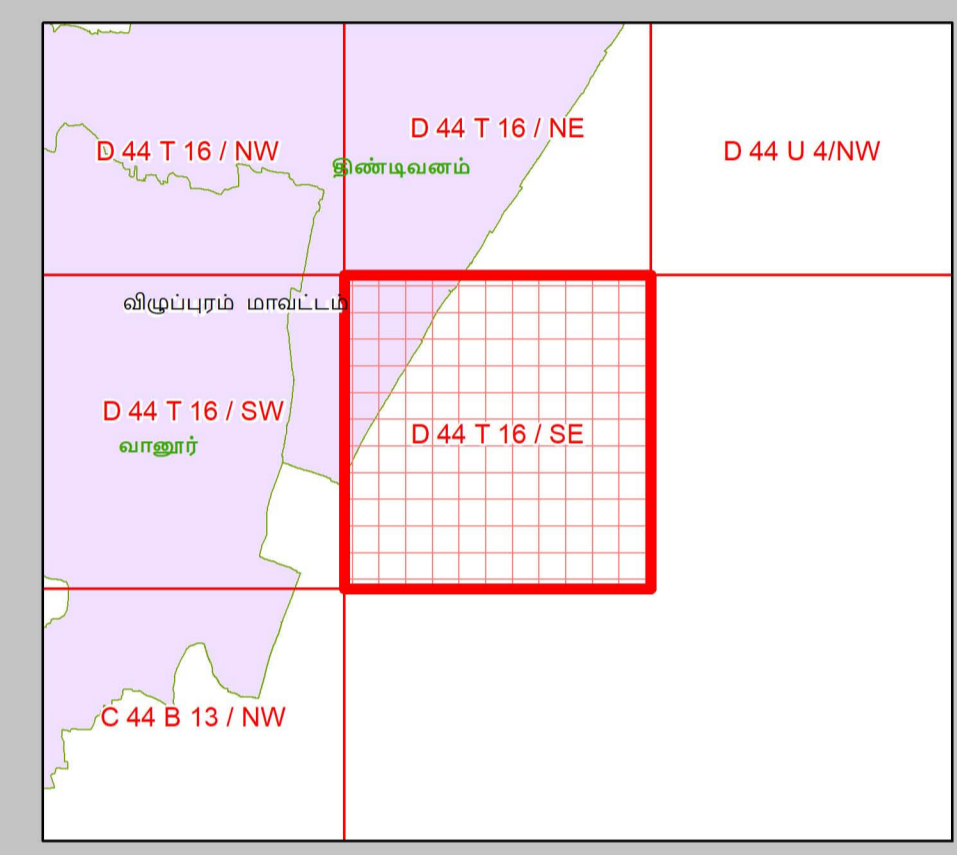 D 44 T 16 / NW
D 44 T 16 / NE
D 44 U 4/NW
திண்டிவனம்
விழுப்புரம் மாவட்டம்
D 44 T 16 / SW
D 44 T 16 / SE
வானூர்
C 44 B 13 / NW